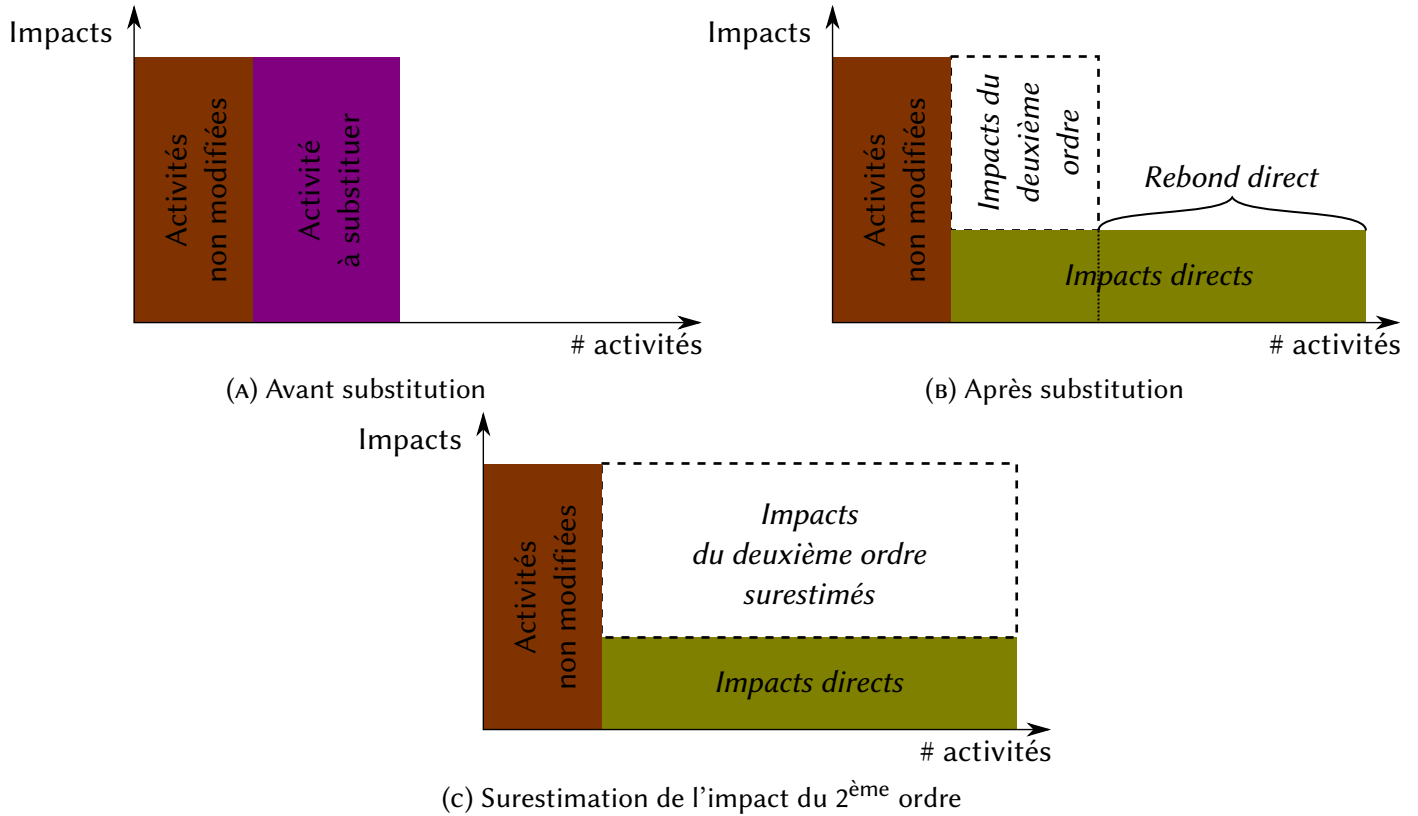 Impacts
Activités
non modifiées
Activité
à substituer
# activités
(A) Avant substitution
Impacts
Activités
non modifiées
Impacts du
deuxième
ordre
Rebond direct
Impacts directs
# activités
(B) Après substitution
Impacts
Activités
non modifiées
Impacts
du deuxième ordre
surestimés
Impacts directs
# activités
(C) Surestimation de l'impact du 2ème ordre